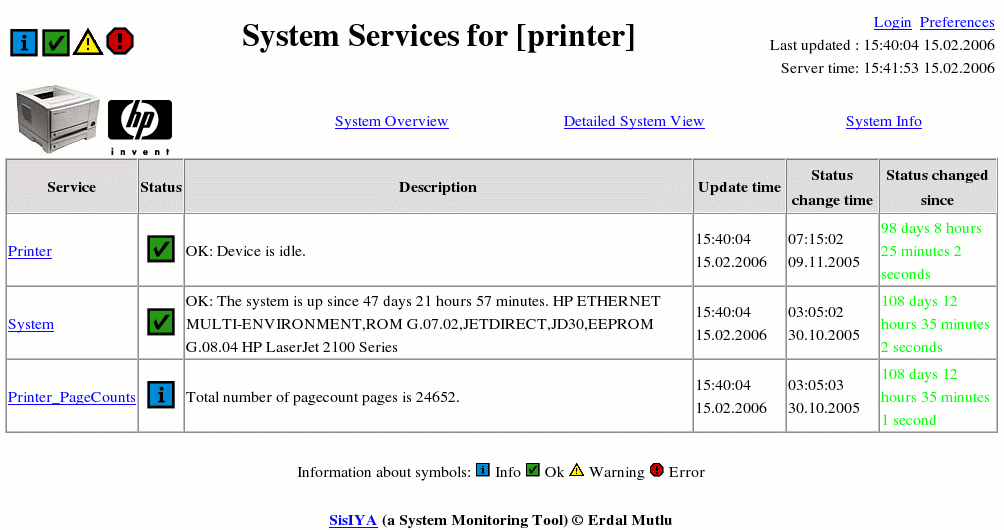 System Services for [printer]
Login Preferences
Last updated : 15:40:04 15.02.2006
Server time: 15:41:53 15.02.2006
hp
invent
System Overview
Detailed System View
System Info
Service
Status
Description
Update time
Status
change time
Status changed
since
Printer
OK: Device is idle.
15:40:04
15.02.2006
07:15:02
09.11.2005
98 days 8 hours
25 minutes 2
seconds
System
OK: The system is up since 47 days 21 hours 57 minutes. HP ETHERNET
MULTI-ENVIRONMENT,ROM G.07.02,JETDIRECT,JD30,EEPROM
G.08.04 HP LaserJet 2100 Series
15:40:04
15.02.2006
03:05:02
30.10.2005
108 days 12
hours 35 minutes
2 seconds
Printer_PageCounts
Total number of pagecount pages is 24652.
15:40:04
15.02.2006
03:05:03
30.10.2005
108 days 12
hours 35 minutes
1 second
Information about symbols: Info Ok Warning Error
SisIYA (a System Monitoring Tool) © Erdal Mutlu